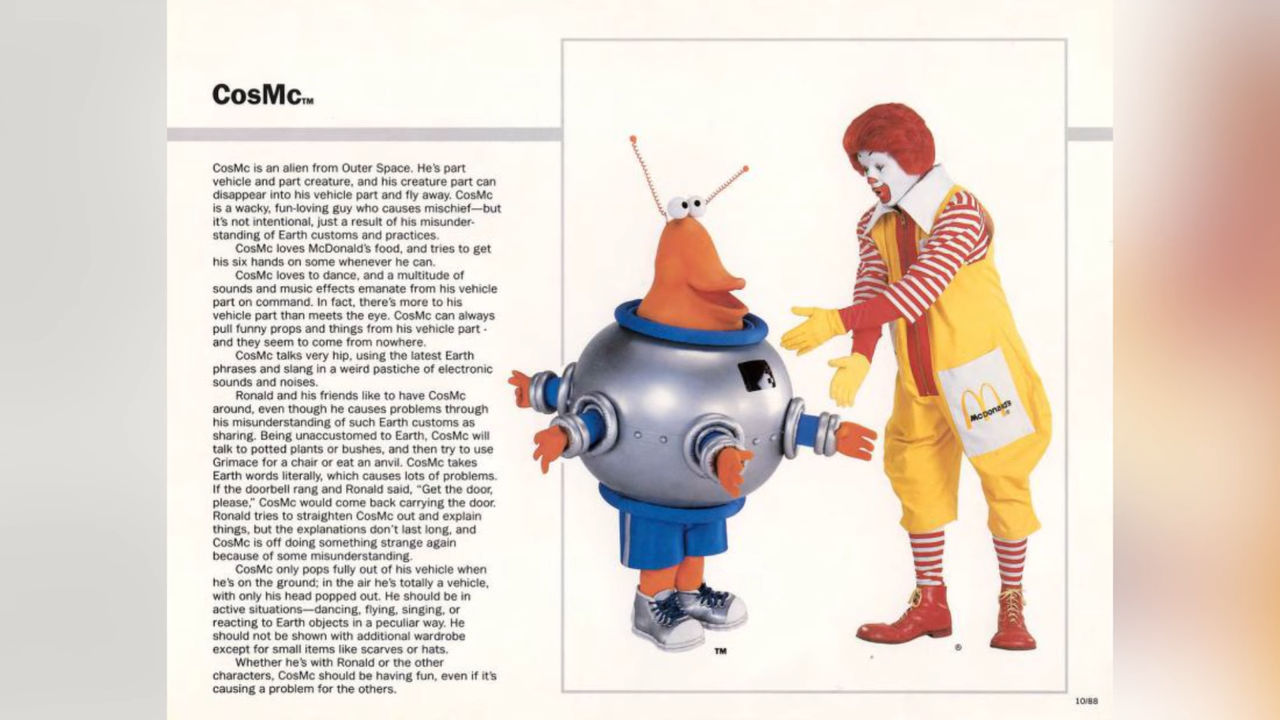 CosMc™
CosMc is an alien from Outer Space. He's part
vehicle and part creature, and his creature part can
disappear into his vehicle part and fly away. CosMc
is a wacky, fun-loving guy who causes mischief—but
it's not intentional, just a result of his misunder-
standing of Earth customs and practices.
CosMc loves McDonald's food, and tries to get
his six hands on some whenever he can.
CosMc loves to dance, and a multitude of
sounds and music effects emanate from his vehicle
part on command. In fact, there's more to his
vehicle part than meets the eye. CosMc can always
pull funny props and things from his vehicle part -
and they seem to come from nowhere.
CosMc talks very hip, using the latest Earth
phrases and slang in a weird pastiche of electronic
sounds and noises.
Ronald and his friends like to have CosMc
around, even though he causes problems through
his misunderstanding of such Earth customs as
sharing. Being unaccustomed to Earth, CosMc will
talk to potted plants or bushes, and then try to use
Grimace for a chair or eat an anvil. CosMc takes
Earth words literally, which causes lots of problems.
If the doorbell rang and Ronald said, “Get the door,
please,” CosMc would come back carrying the door.
Ronald tries to straighten CosMc out and explain
things, but the explanations don't last long, and
CosMc is off doing something strange again
because of some misunderstanding.
CosMc only pops fully out of his vehicle when
he's on the ground; in the air he's totally a vehicle,
with only his head popped out. He should be in
active situations—dancing, flying, singing, or
reacting to Earth objects in a peculiar way. He
should not be shown with additional wardrobe
except for small items like scarves or hats.
Whether he's with Ronald or the other
characters, CosMc should be having fun, even if it's
causing a problem for the others.
McDonald's®
TM
®
10/88